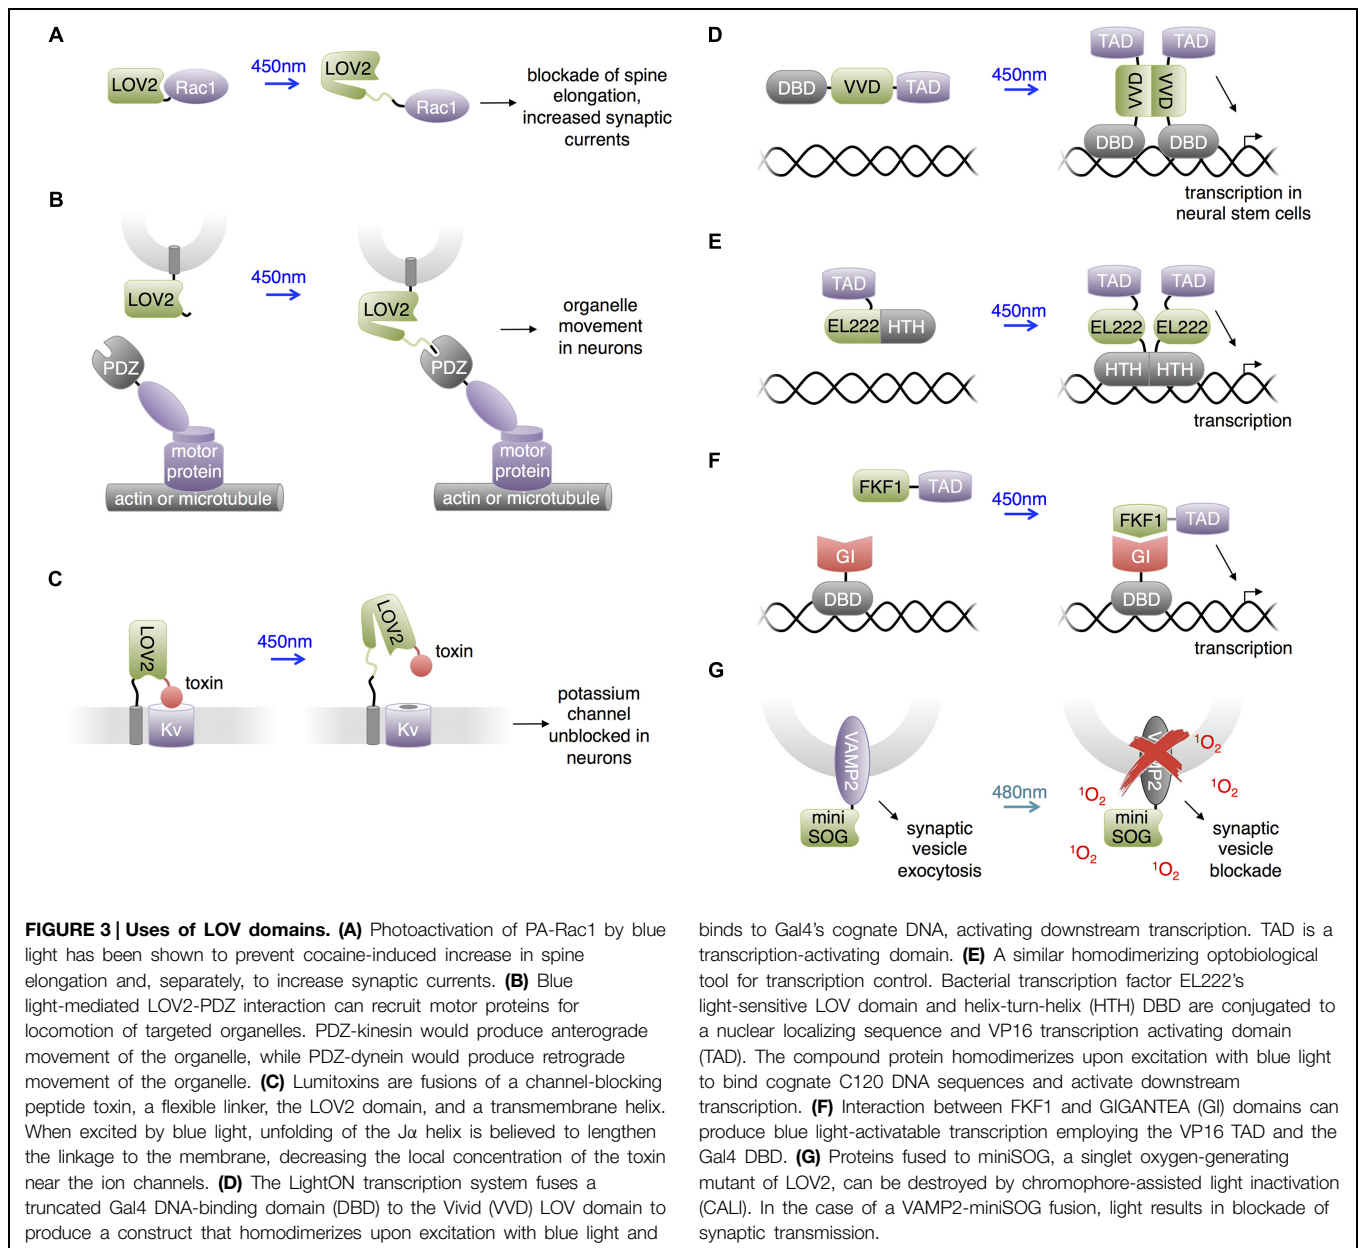 A
LOV2
Rac1
450nm
LOV2
Rac1
blockade of spine
elongation,
increased synaptic
currents
B
LOV2
PDZ
motor
protein
actin or microtubule
450nm
LOV2
PDZ
motor
protein
actin or microtubule
organelle
movement
in neurons
C
LOV2
toxin
Kv
450nm
LOV2
toxin
Kv
potassium
channel
unblocked in
neurons
D
DBD
VVD
TAD
450nm
TAD
TAD
VVD
VVD
DBD
DBD
transcription in
neural stem cells
E
TAD
EL222
HTH
450nm
TAD
TAD
EL222
EL222
HTH
HTH
transcription
F
FKF1
TAD
GI
DBD
450nm
FKF1
TAD
GI
DBD
transcription
G
VAMP2
mini
SOG
synaptic
vesicle
exocytosis
480nm
VAMP2
mini
SOG
¹O₂
¹O₂
¹O₂
¹O₂
¹O₂
synaptic
vesicle
blockade
FIGURE 3 | Uses of LOV domains. (A) Photoactivation of PA-Rac1 by blue
light has been shown to prevent cocaine-induced increase in spine
elongation and, separately, to increase synaptic currents. (B) Blue
light-mediated LOV2-PDZ interaction can recruit motor proteins for
locomotion of targeted organelles. PDZ-kinesin would produce anterograde
movement of the organelle, while PDZ-dynein would produce retrograde
movement of the organelle. (C) Lumitoxins are fusions of a channel-blocking
peptide toxin, a flexible linker, the LOV2 domain, and a transmembrane helix.
When excited by blue light, unfolding of the Jα helix is believed to lengthen
the linkage to the membrane, decreasing the local concentration of the toxin
near the ion channels. (D) The LightON transcription system fuses a
truncated Gal4 DNA-binding domain (DBD) to the Vivid (VVD) LOV domain to
produce a construct that homodimerizes upon excitation with blue light and
binds to Gal4's cognate DNA, activating downstream transcription. TAD is a
transcription-activating domain. (E) A similar homodimerizing optobiological
tool for transcription control. Bacterial transcription factor EL222's
light-sensitive LOV domain and helix-turn-helix (HTH) DBD are conjugated to
a nuclear localizing sequence and VP16 transcription activating domain
(TAD). The compound protein homodimerizes upon excitation with blue light
to bind cognate C120 DNA sequences and activate downstream
transcription. (F) Interaction between FKF1 and GIGANTEA (GI) domains can
produce blue light-activatable transcription employing the VP16 TAD and the
Gal4 DBD. (G) Proteins fused to miniSOG, a singlet oxygen-generating
mutant of LOV2, can be destroyed by chromophore-assisted light inactivation
(CALI). In the case of a VAMP2-miniSOG fusion, light results in blockade of
synaptic transmission.